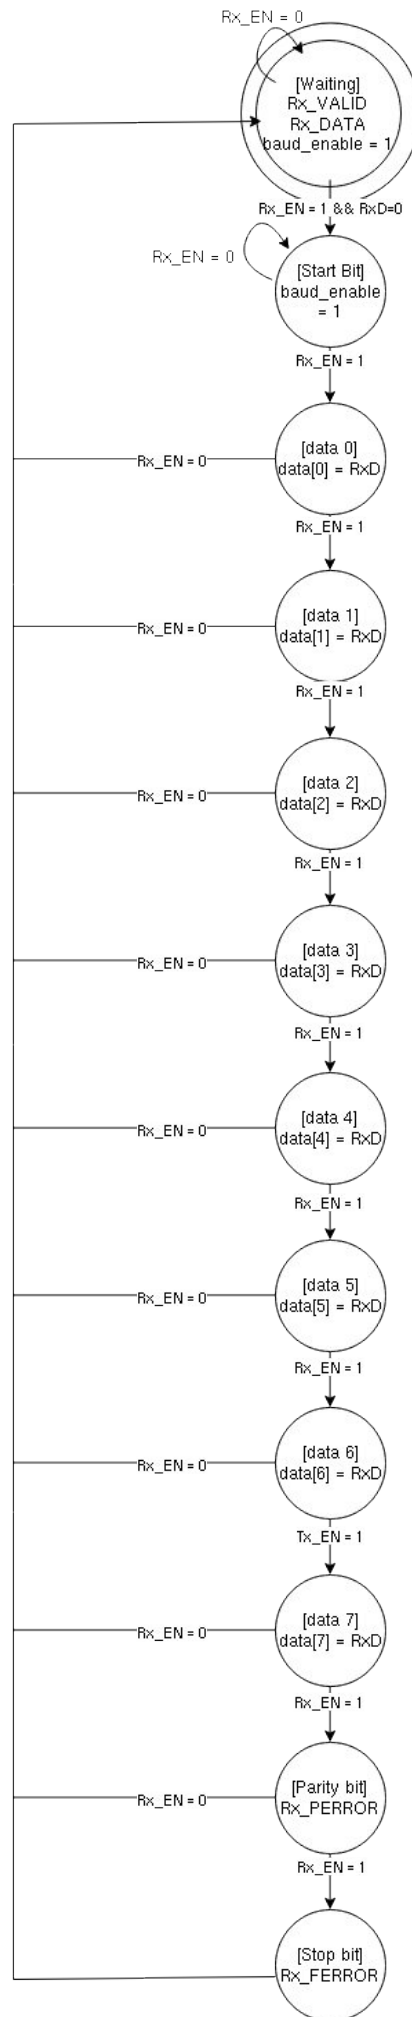 Rx_EN = 0
[Waiting]
Rx_VALID
Rx_DATA
baud_enable = 1
Rx_EN = 1 && RxD=0
Rx_EN = 0
[Start Bit]
baud_enable
= 1
Rx_EN = 1
[data 0]
data[0] = RxD
Rx_EN = 0
Rx_EN = 1
[data 1]
data[1] = RxD
Rx_EN = 0
Rx_EN = 1
[data 2]
data[2] = RxD
Rx_EN = 0
Rx_EN = 1
[data 3]
data[3] = RxD
Rx_EN = 0
Rx_EN = 1
[data 4]
data[4] = RxD
Rx_EN = 0
Rx_EN = 1
[data 5]
data[5] = RxD
Rx_EN = 0
Rx_EN = 1
[data 6]
data[6] = RxD
Rx_EN = 0
Tx_EN = 1
[data 7]
data[7] = RxD
Rx_EN = 0
Rx_EN = 1
[Parity bit]
Rx_PERROR
Rx_EN = 0
Rx_EN = 1
[Stop bit]
Rx_FERROR